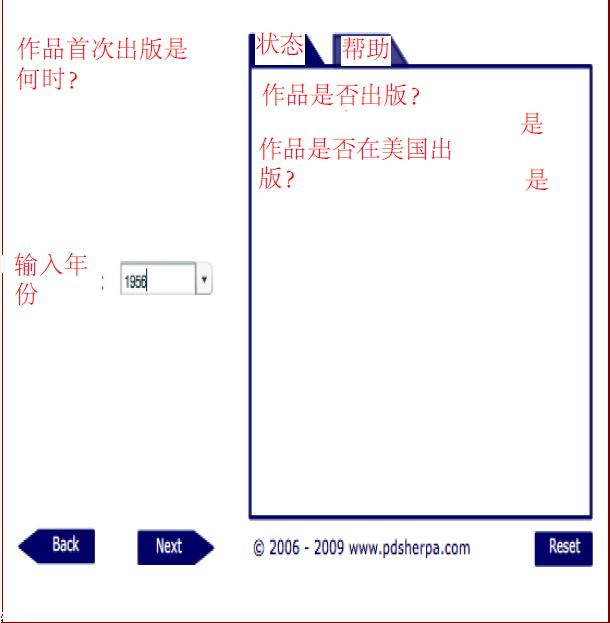 作品首次出版是
何时?
状态
帮助
作品是否出版?
是
作品是否在美国出
版?
是
输入年
份
:
1956
Back
Next
© 2006 - 2009 www.pdsherpa.com
Reset